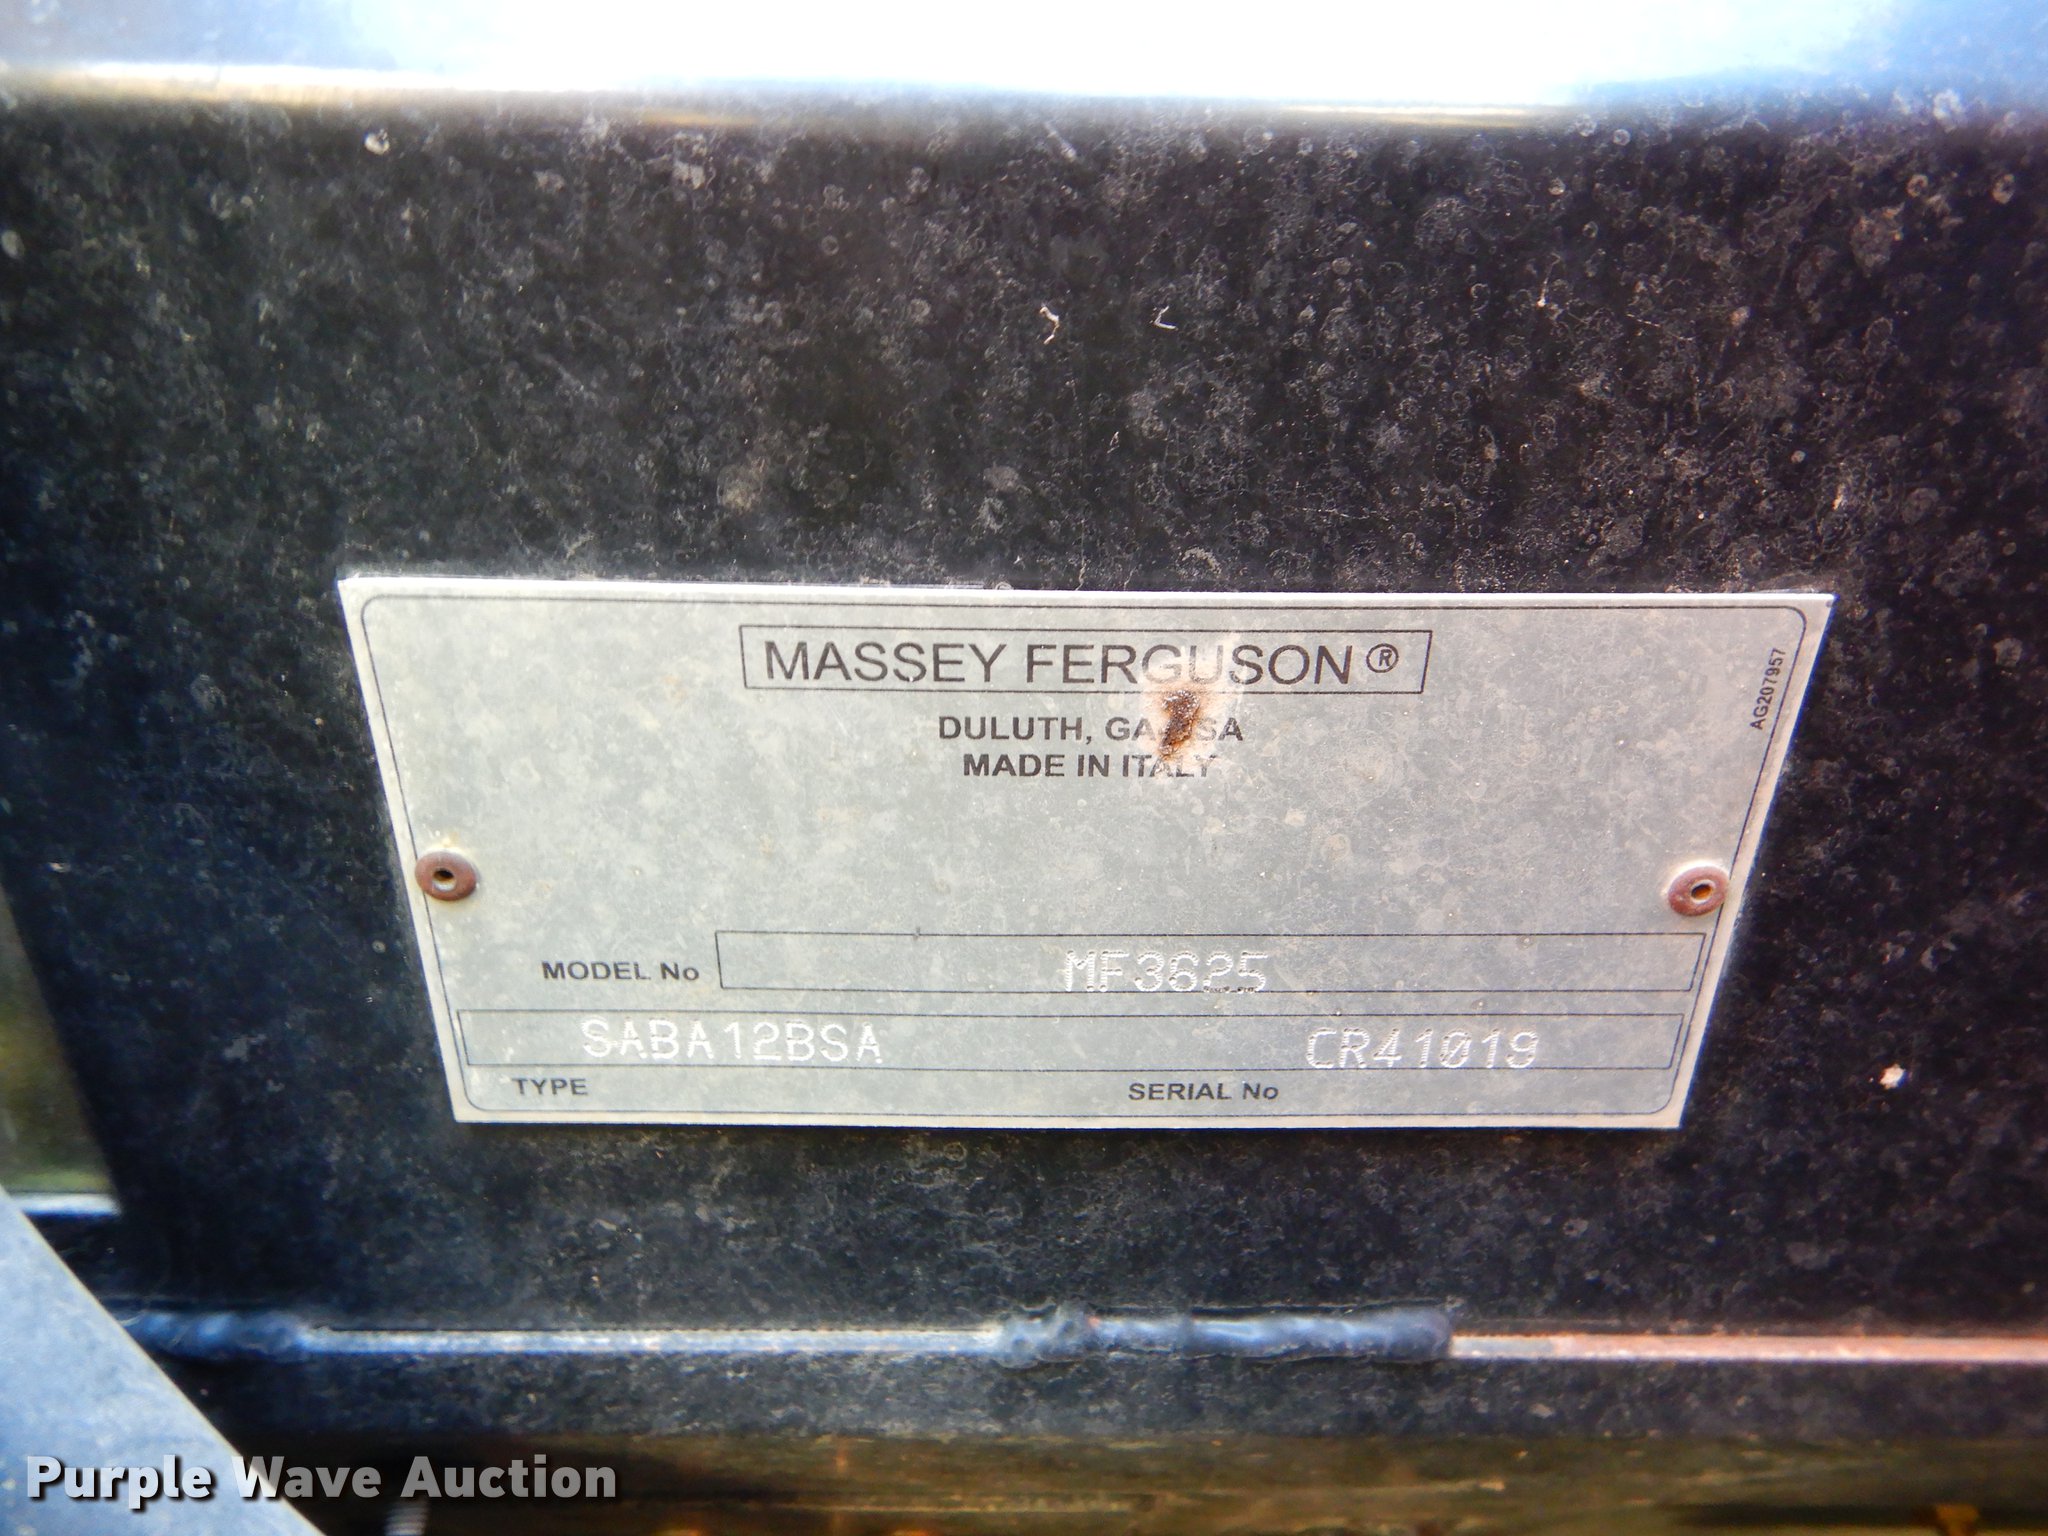 MASSEY FERGUSON ®
DULUTH, GA USA
MADE IN ITALY
AG207957
MODEL No MF3625
SABA12BSA CR41019
TYPE SERIAL No
Purple Wave Auction